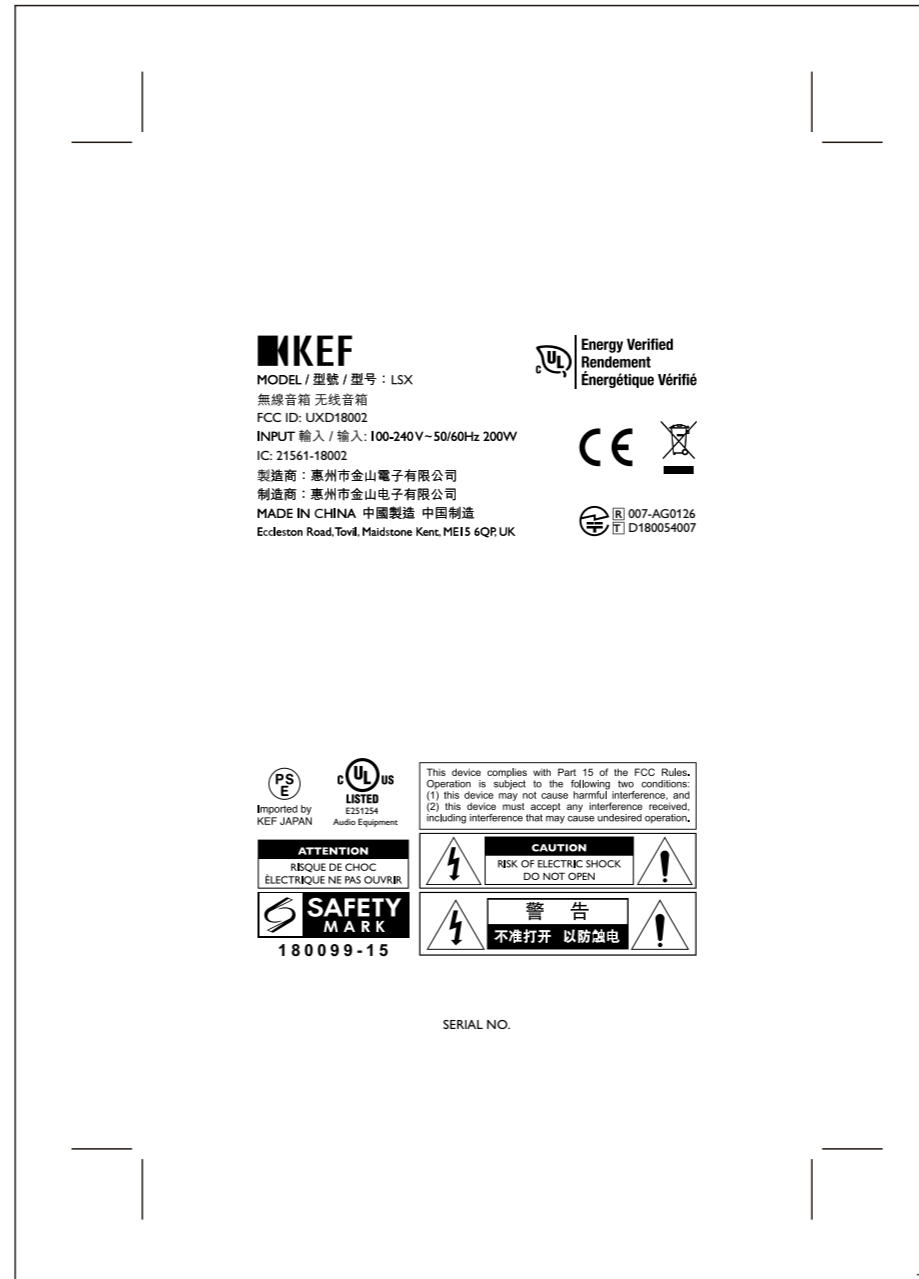 KEF
MODEL / 型號 / 型号：LSX
無線音箱 无线音箱
FCC ID: UXD18002
INPUT 輸入 / 输入: 100-240V~50/60Hz 200W
IC: 21561-18002
製造商：惠州市金山電子有限公司
制造商：惠州市金山电子有限公司
MADE IN CHINA 中國製造 中国制造
Eccleston Road, Tovil, Maidstone Kent, ME15 6QP, UK
C UL
Energy Verified
Rendement
Énergétique Vérifié
CE
R 007-AG0126
T D180054007
PS
E
Imported by
KEF JAPAN
C UL US
LISTED
E251254
Audio Equipment
This device complies with Part 15 of the FCC Rules.
Operation is subject to the following two conditions:
(1) this device may not cause harmful interference, and
(2) this device must accept any interference received,
including interference that may cause undesired operation.
ATTENTION
RISQUE DE CHOC
ÉLECTRIQUE NE PAS OUVRIR
CAUTION
RISK OF ELECTRIC SHOCK
DO NOT OPEN
SAFETY
MARK
180099-15
警 告
不准打开 以防蝕电
SERIAL NO.